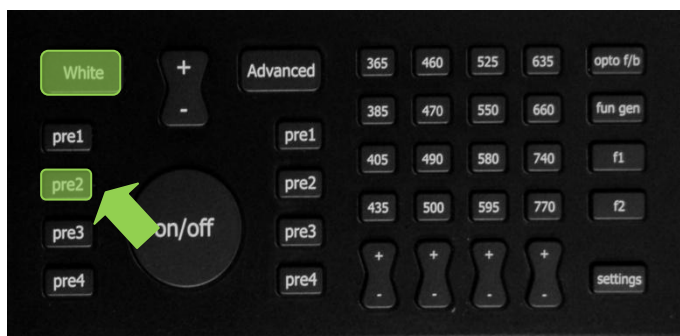 White + Advanced 365 460 525 635 opto f/b
- 385 470 550 660 fun gen
pre1 pre1
405 490 580 740 f1
pre2 pre2
435 500 595 770 f2
on/off
pre3 pre3
+ + + +
pre4 pre4 settings
- - - -